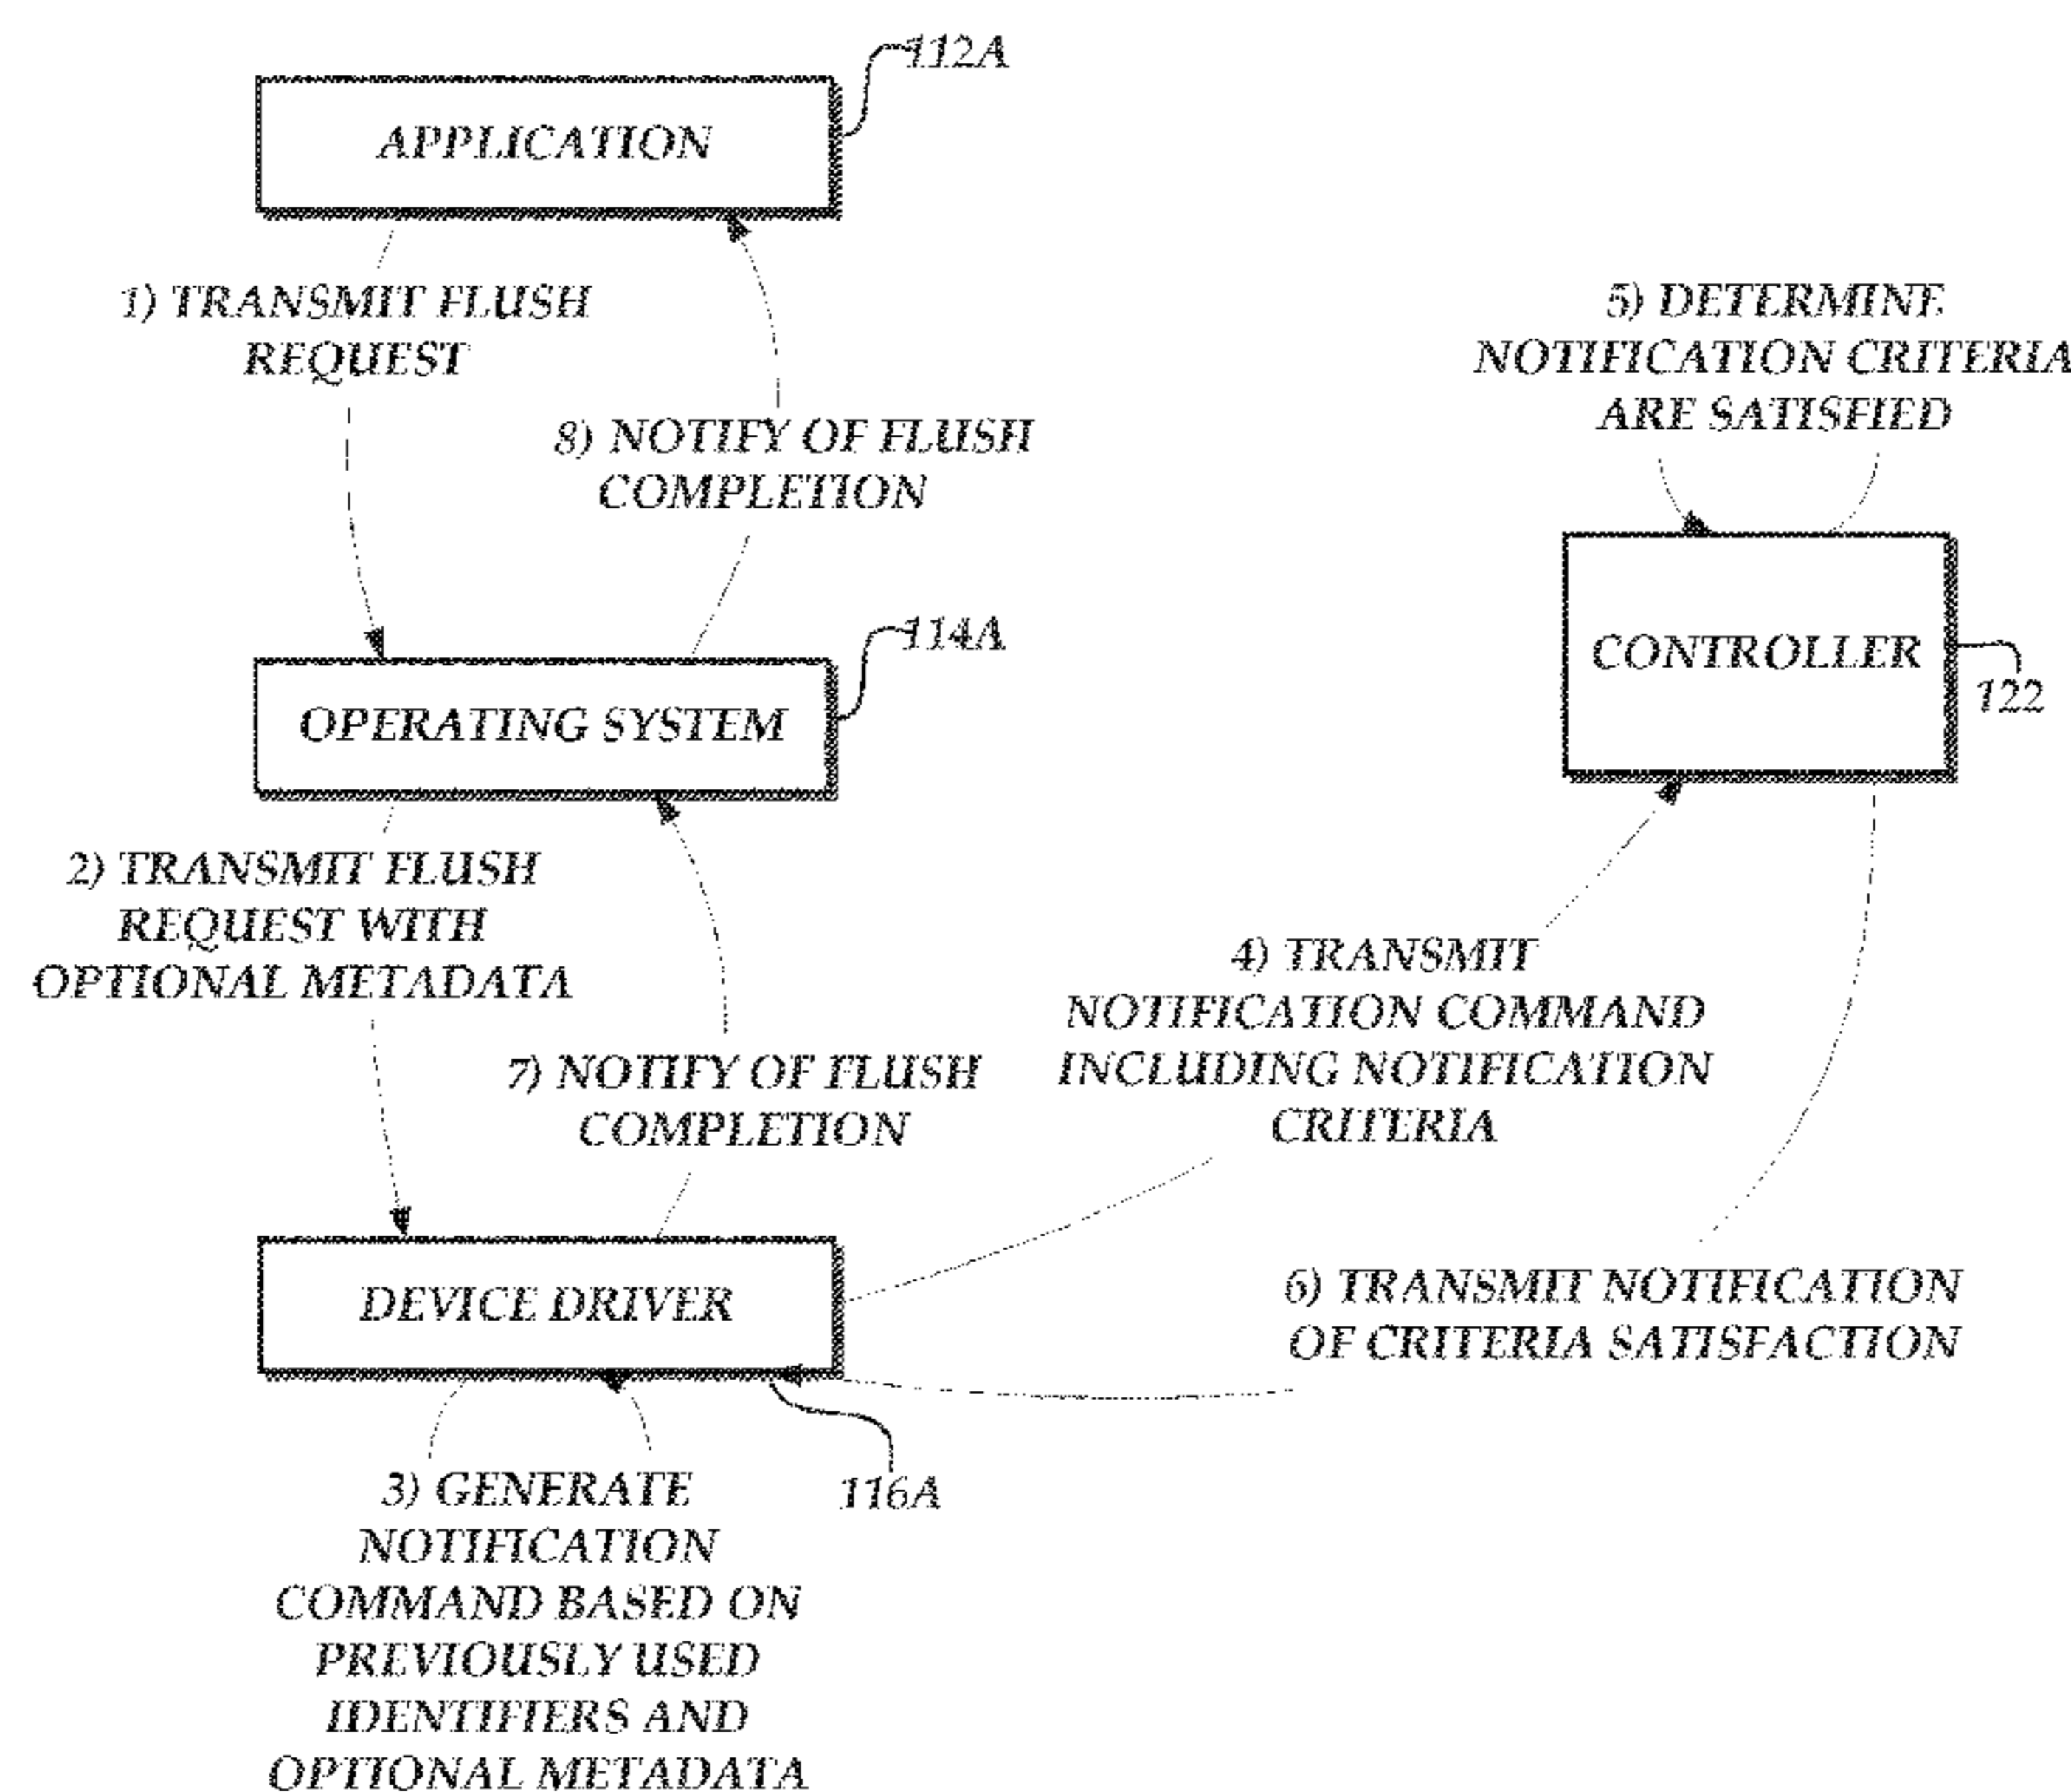 112A
APPLICATION
1) TRANSMIT FLUSH
REQUEST
8) NOTIFY OF FLUSH
COMPLETION
5) DETERMINE
NOTIFICATION CRITERIA
ARE SATISFIED
114A
OPERATING SYSTEM
CONTROLLER
122
2) TRANSMIT FLUSH
REQUEST WITH
OPTIONAL METADATA
7) NOTIFY OF FLUSH
COMPLETION
4) TRANSMIT
NOTIFICATION COMMAND
INCLUDING NOTIFICATION
CRITERIA
DEVICE DRIVER
6) TRANSMIT NOTIFICATION
OF CRITERIA SATISFACTION
116A
3) GENERATE
NOTIFICATION
COMMAND BASED ON
PREVIOUSLY USED
IDENTIFIERS AND
OPTIONAL METADATA